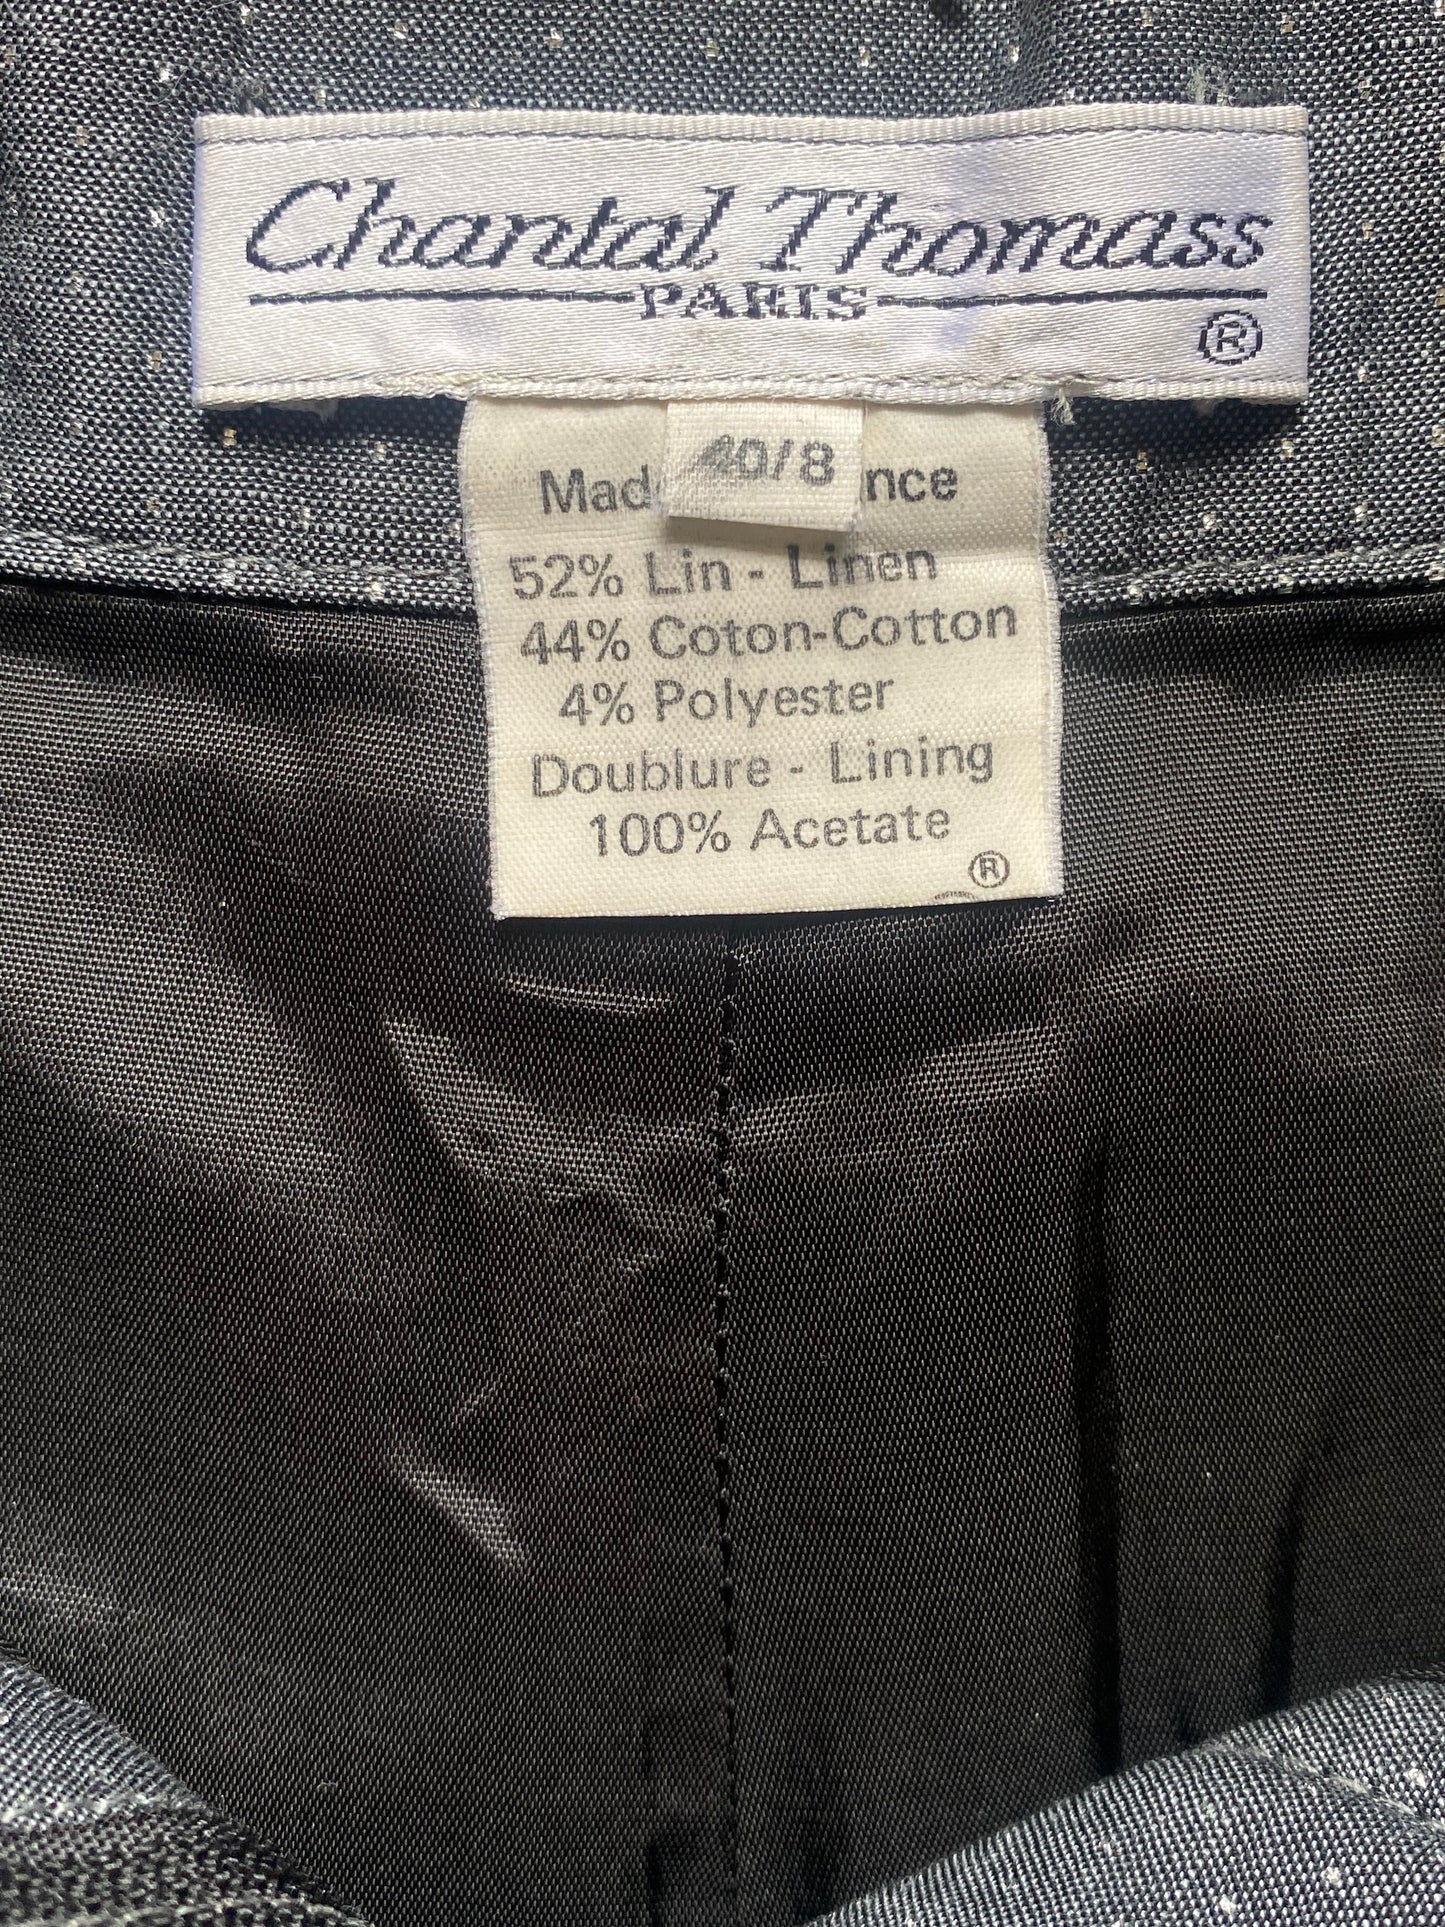 Chantal Thomass
PARIS
®
40/8
Mad nce
52% Lin - Linen
44% Coton-Cotton
4% Polyester
Doublure - Lining
100% Acetate
®